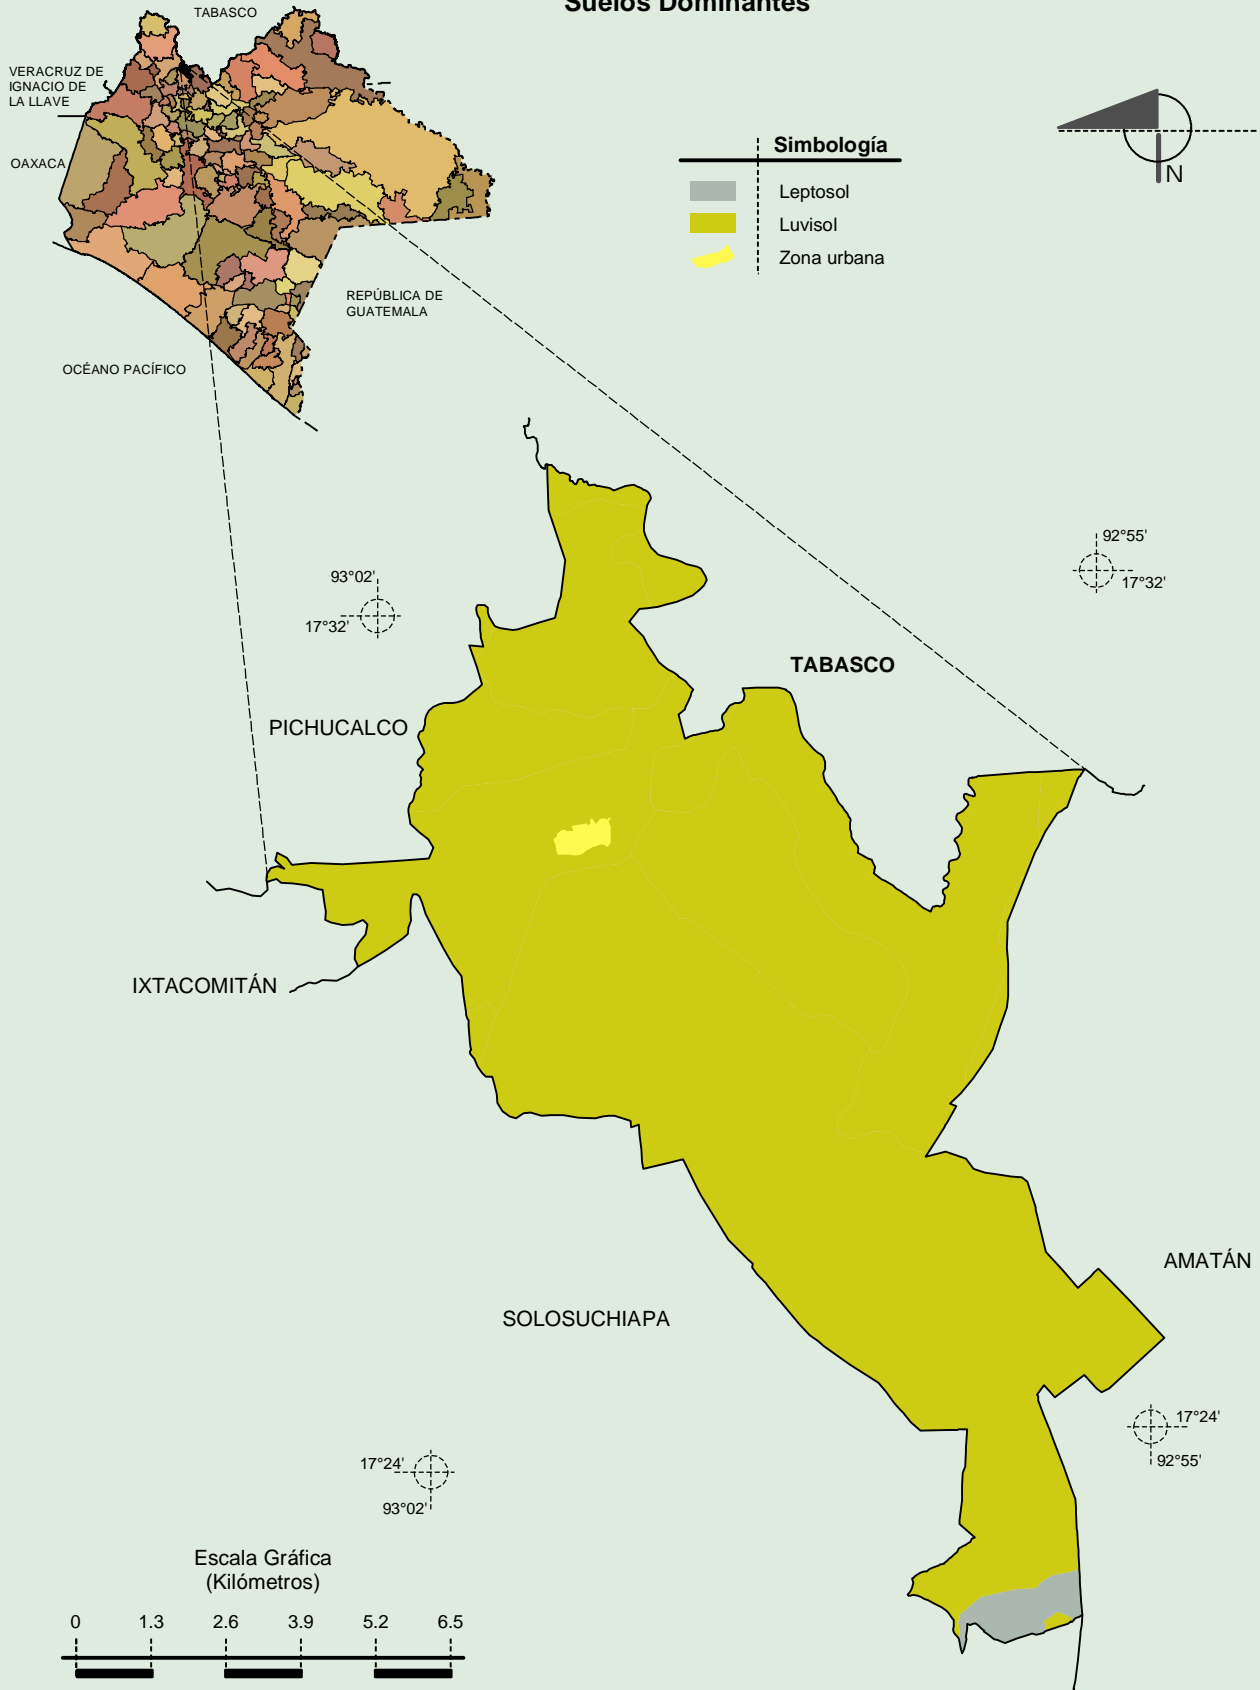 Suelos Dominantes
TABASCO
VERACRUZ DE
IGNACIO DE
LA LLAVE
OAXACA
REPÚBLICA DE
GUATEMALA
OCÉANO PACÍFICO
Simbología
Leptosol
Luvisol
Zona urbana
N
93°02'
17°32'
92°55'
17°32'
TABASCO
PICHUCALCO
IXTACOMITÁN
AMATÁN
SOLOSUCHIAPA
17°24'
92°55'
17°24'
93°02'
Escala Gráfica
(Kilómetros)
0 1.3 2.6 3.9 5.2 6.5